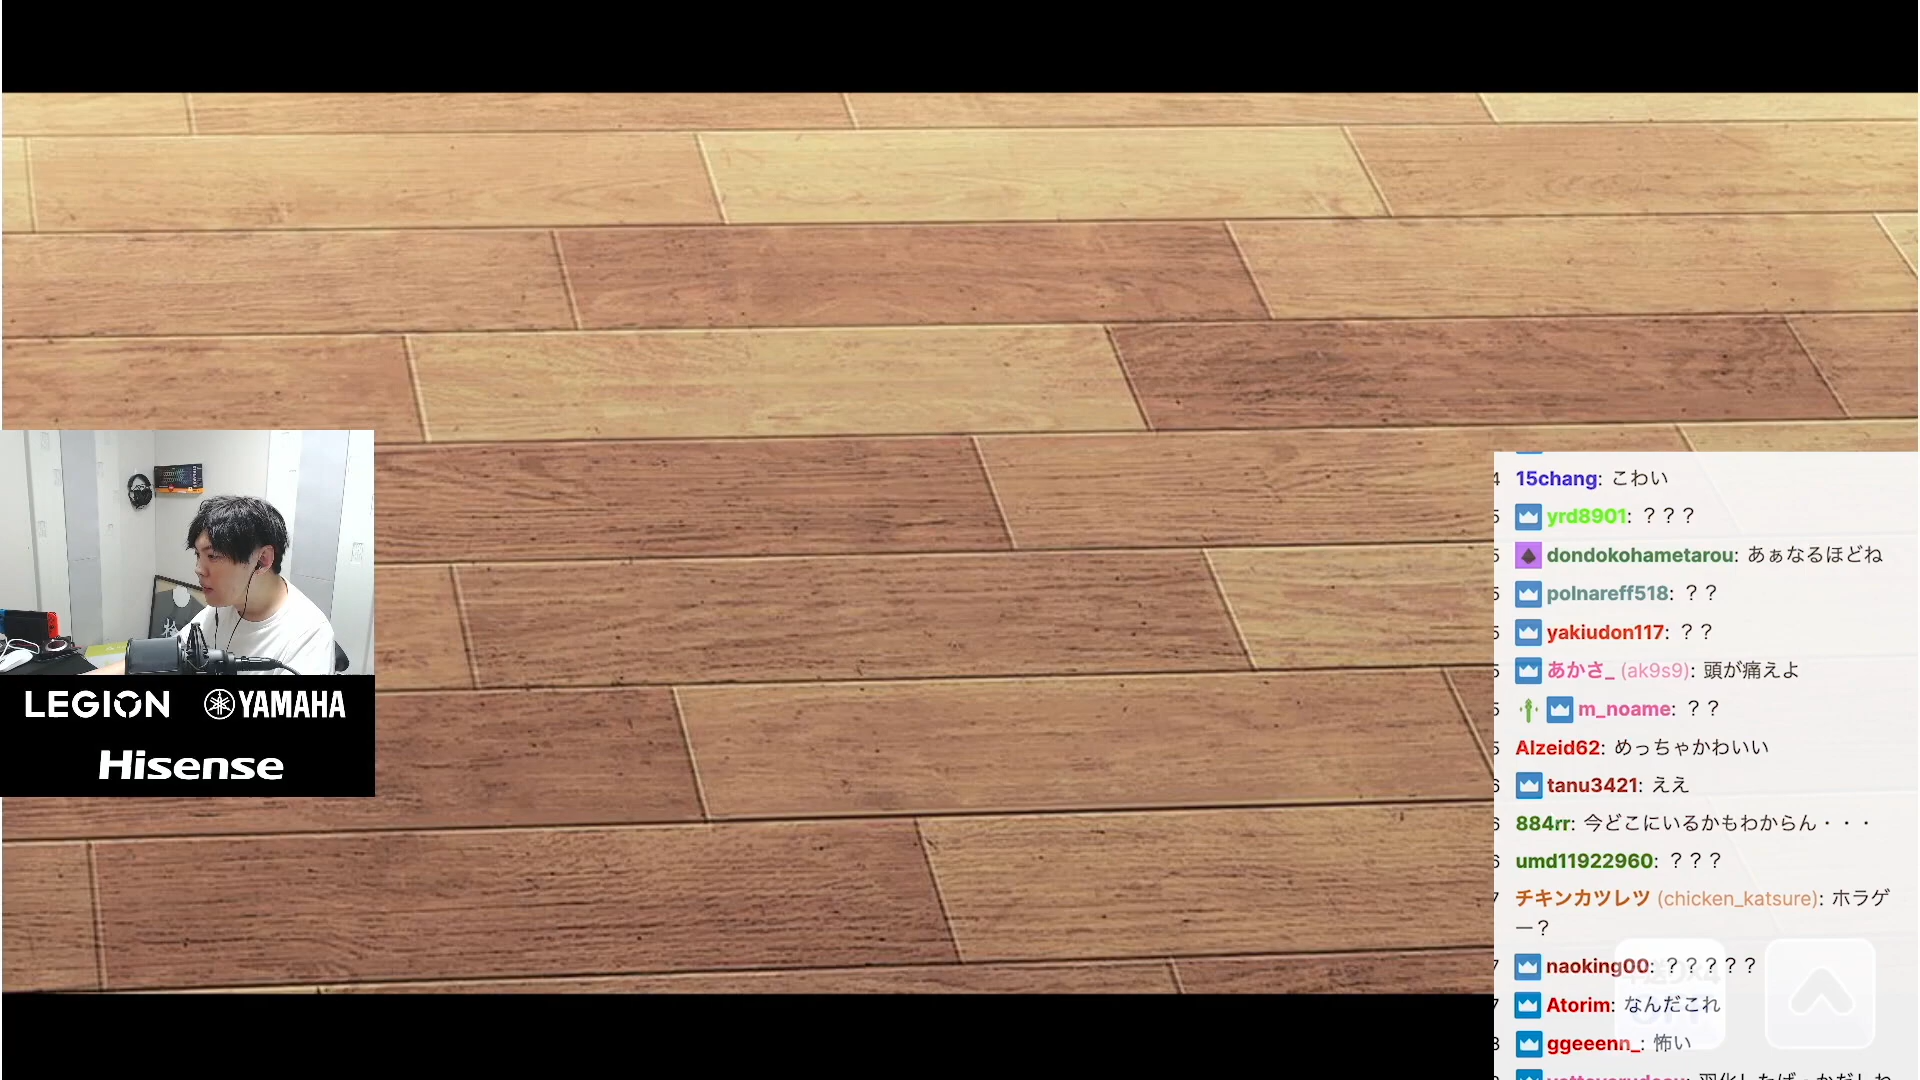 LEGION YAMAHA
Hisense
15chang: こわい
yrd8901: ？？？
dondokohametarou: あぁなるほどね
polnareff518: ？？
yakiudon117: ？？
あかさ_ (ak9s9): 頭が痛えよ
m_noame: ？？
Alzeid62: めっちゃかわいい
tanu3421: ええ
884rr: 今どこにいるかもわからん・・・
umd11922960: ？？？
チキンカツレツ (chicken_katsure): ホラゲ
ー？
naoking00: ？？？？？
Atorim: なんだこれ
ggeeenn_: 怖い